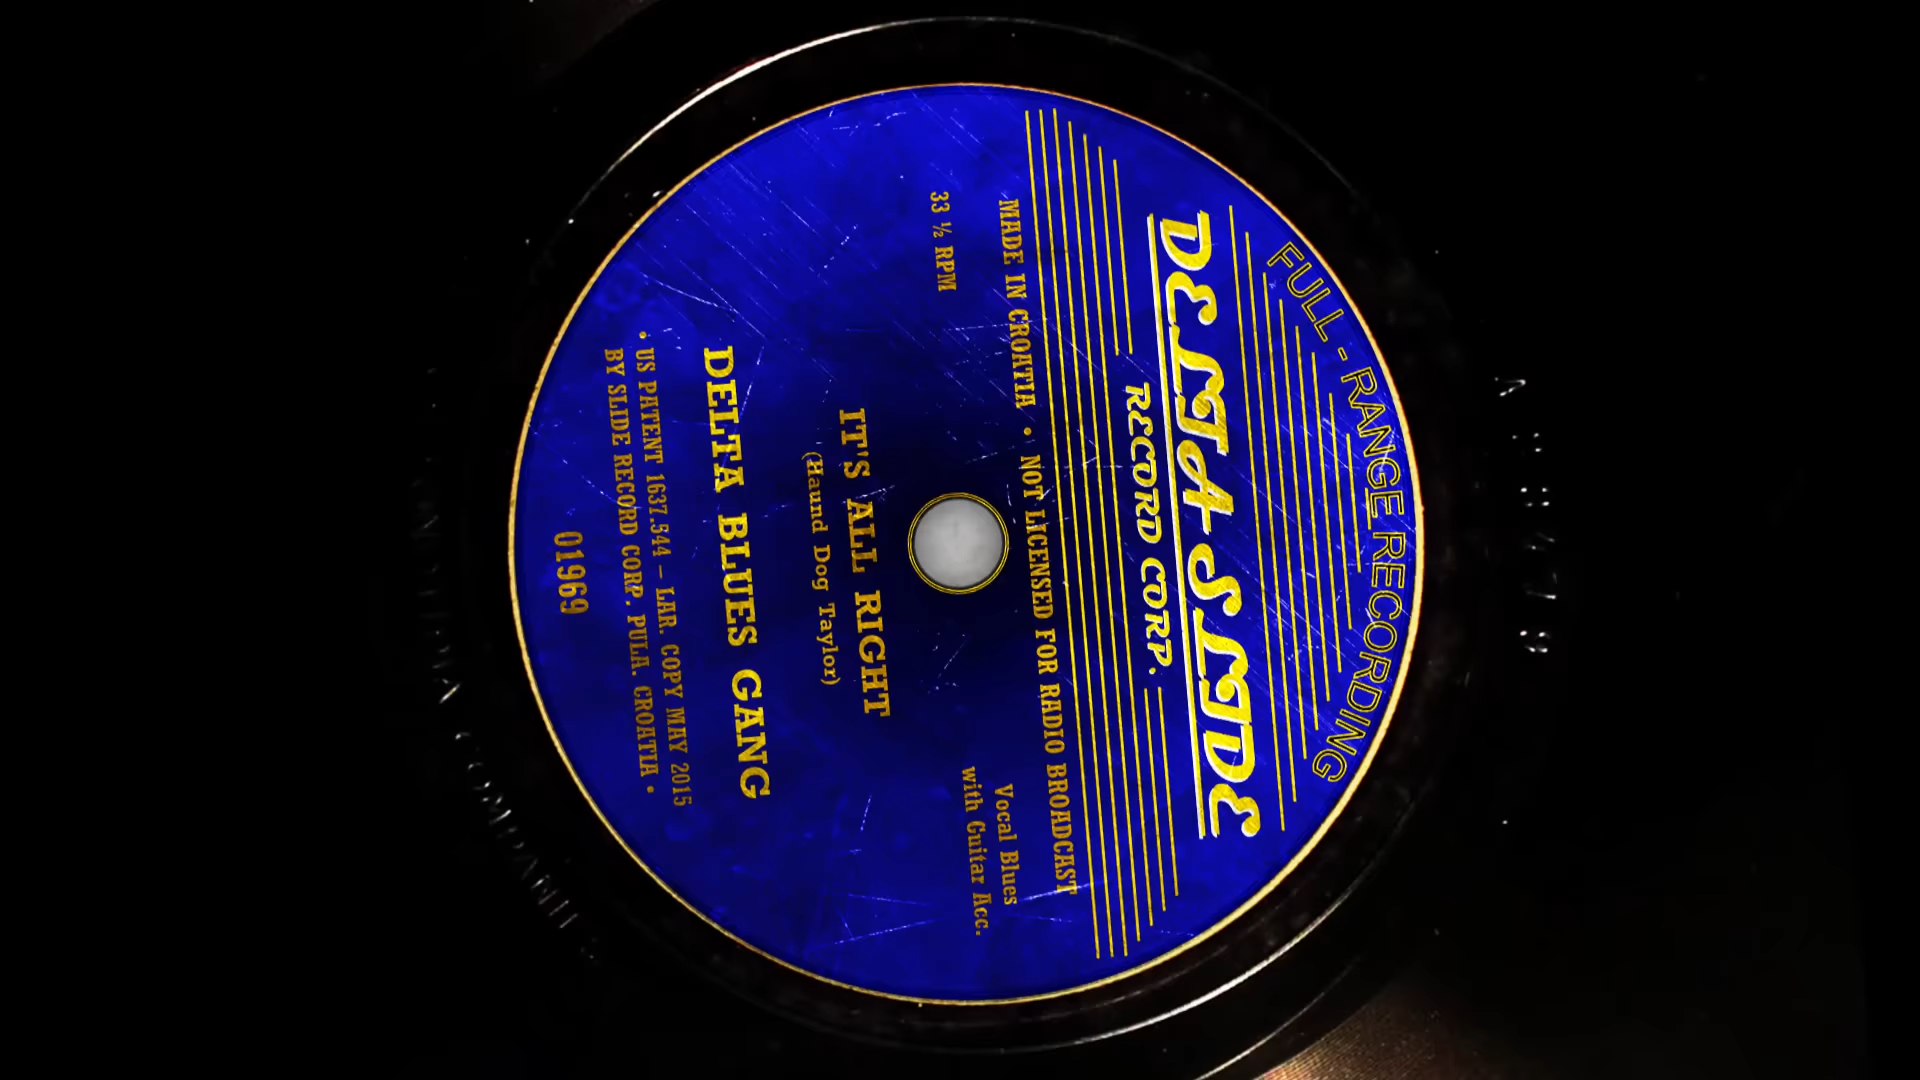 FULL - RANGE RECORDING
DELTA SLIDE
RECORD CORP.
MADE IN CROATIA • NOT LICENSED FOR RADIO BROADCAST
33 ½ RPM
Vocal Blues
with Guitar Acc.
IT'S ALL RIGHT
(Haund Dog Taylor)
DELTA BLUES GANG
• US PATENT 1637.544 – LAR. COPY MAY 2015
BY SLIDE RECORD CORP. PULA. CROATIA •
01969